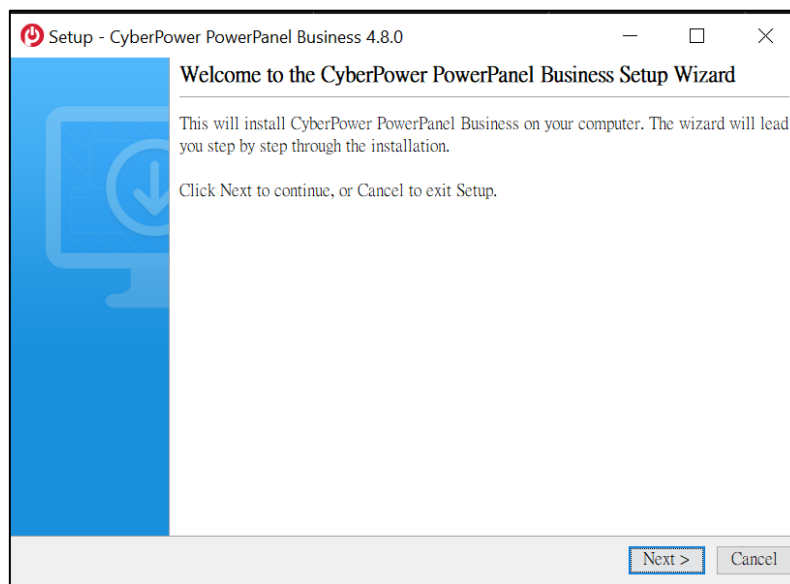 Setup - CyberPower PowerPanel Business 4.8.0
Welcome to the CyberPower PowerPanel Business Setup Wizard
This will install CyberPower PowerPanel Business on your computer. The wizard will lead
you step by step through the installation.
Click Next to continue, or Cancel to exit Setup.
Next >
Cancel